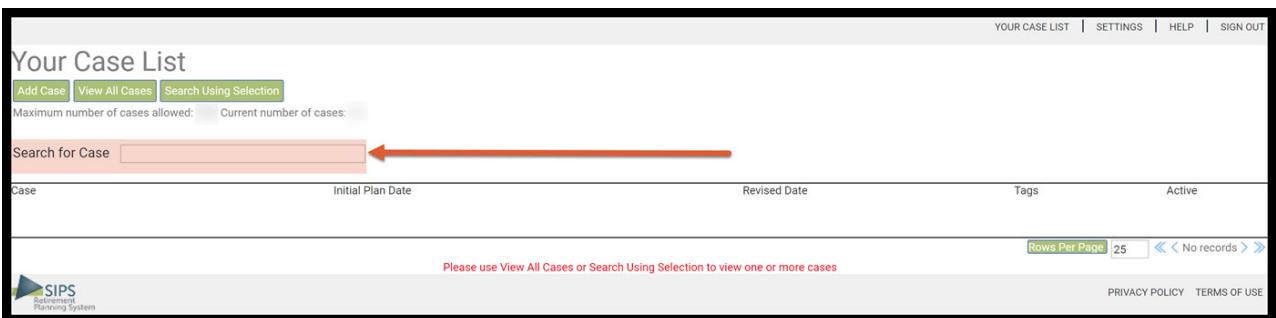 YOUR CASE LIST | SETTINGS | HELP | SIGN OUT
Your Case List
Add Case View All Cases Search Using Selection
Maximum number of cases allowed: Current number of cases:
Search for Case
Case Initial Plan Date Revised Date Tags Active
Rows Per Page 25 No records
Please use View All Cases or Search Using Selection to view one or more cases
SIPS
Retirement
Planning System
PRIVACY POLICY TERMS OF USE